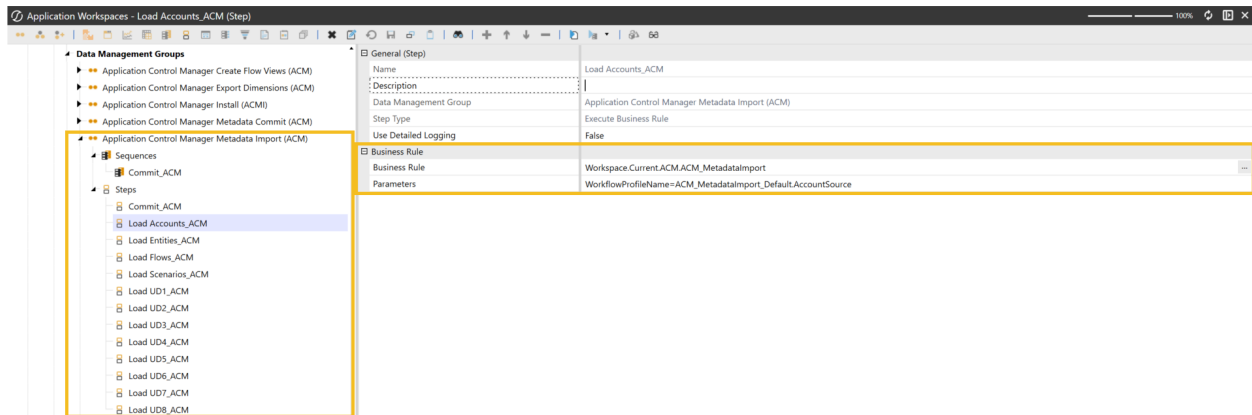 Application Workspaces - Load Accounts_ACM (Step)
100%
Data Management Groups
Application Control Manager Create Flow Views (ACM)
Application Control Manager Export Dimensions (ACM)
Application Control Manager Install (ACMI)
Application Control Manager Metadata Commit (ACM)
Application Control Manager Metadata Import (ACM)
Sequences
Commit_ACM
Steps
Commit_ACM
Load Accounts_ACM
Load Entities_ACM
Load Flows_ACM
Load Scenarios_ACM
Load UD1_ACM
Load UD2_ACM
Load UD3_ACM
Load UD4_ACM
Load UD5_ACM
Load UD6_ACM
Load UD7_ACM
Load UD8_ACM
General (Step)
Name Load Accounts_ACM
Description
Data Management Group Application Control Manager Metadata Import (ACM)
Step Type Execute Business Rule
Use Detailed Logging False
Business Rule
Business Rule Workspace.Current.ACM.ACM_MetadataImport ...
Parameters WorkflowProfileName=ACM_MetadataImport_Default.AccountSource